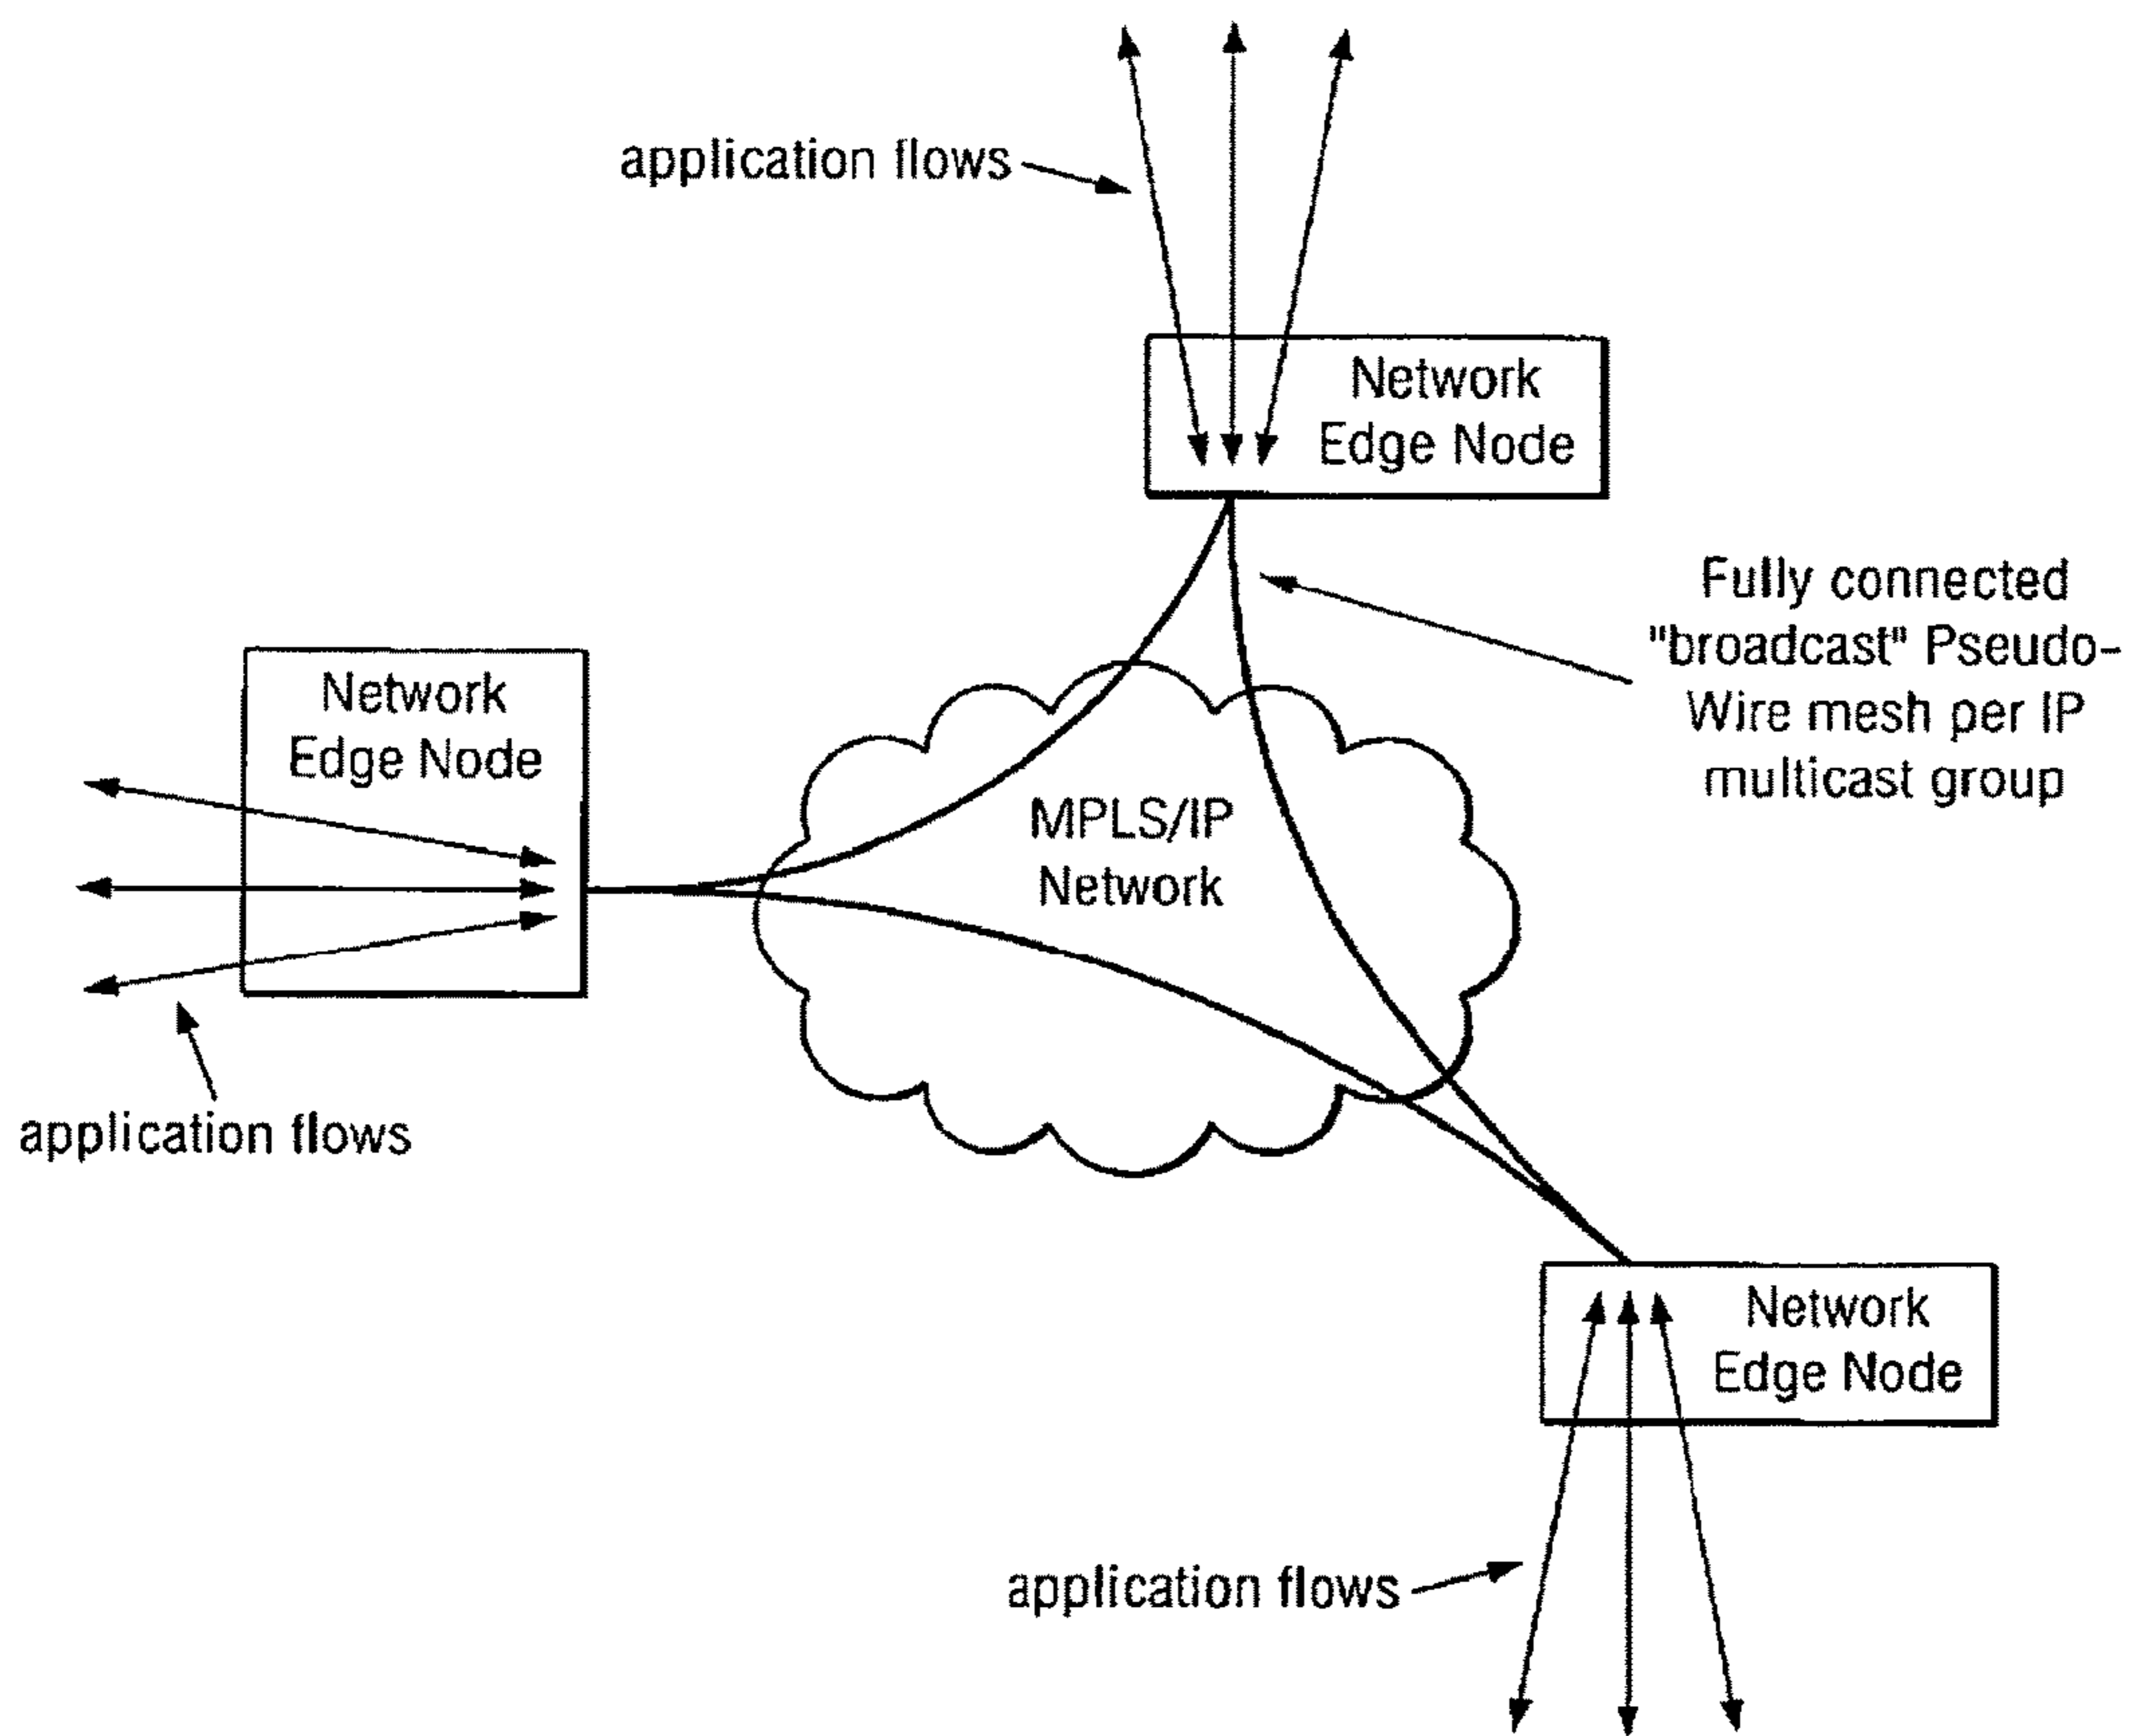 application flows
Network
Edge Node
Fully connected
"broadcast" Pseudo-
Wire mesh per IP
multicast group
Network
Edge Node
MPLS/IP
Network
application flows
Network
Edge Node
application flows